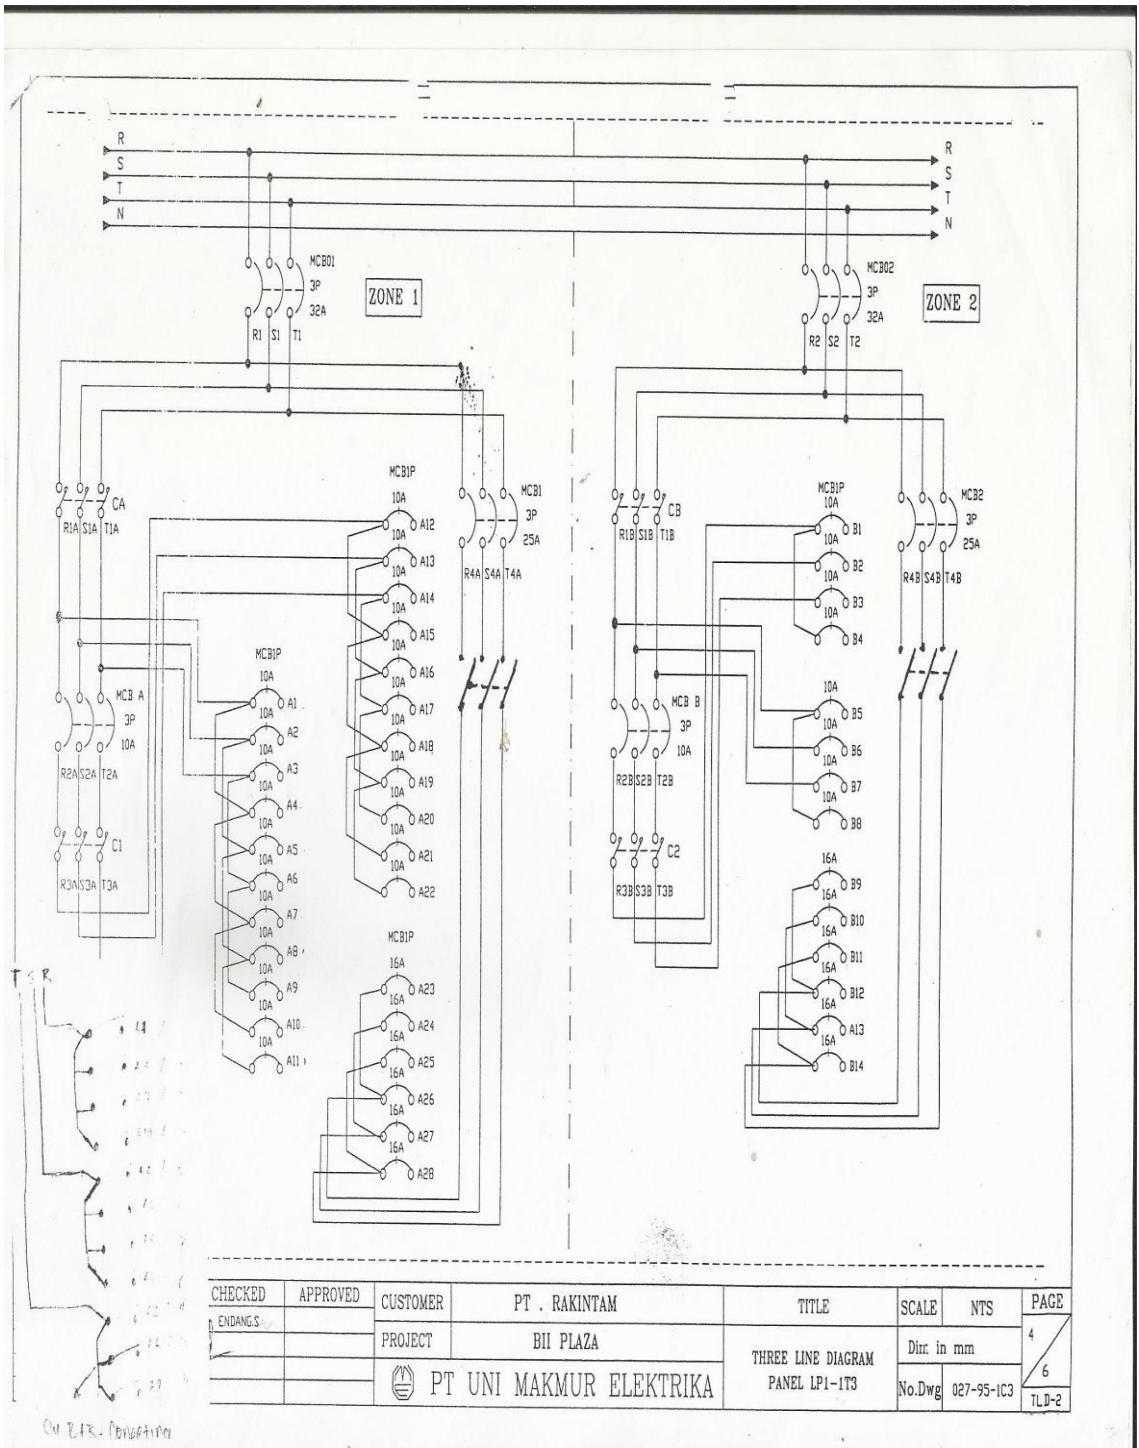 R
S
T
N
R
S
T
N
MCB01
3P
32A
ZONE 1
R1 S1 T1
MCB02
3P
32A
ZONE 2
R2 S2 T2
CA
R1A S1A T1A
MCB1P
10A
A12
10A
A13
10A
A14
10A
A15
10A
A16
10A
A17
10A
A18
10A
A19
10A
A20
10A
A21
10A
A22
MCB1
3P
25A
R4A S4A T4A
MCB1P
10A
A1
10A
A2
10A
A3
10A
A4
10A
A5
10A
A6
10A
A7
10A
A8
10A
A9
10A
A10
10A
A11
MCB A
3P
10A
R2A S2A T2A
C1
R3A S3A T3A
MCB1P
16A
A23
16A
A24
16A
A25
16A
A26
16A
A27
16A
A28
CB
R1B S1B T1B
MCB1P
10A
B1
10A
B2
10A
B3
10A
B4
MCB2
3P
25A
R4B S4B T4B
10A
B5
10A
B6
10A
B7
10A
B8
MCB B
3P
10A
R2B S2B T2B
C2
R3B S3B T3B
16A
B9
16A
B10
16A
B11
16A
B12
16A
A13
16A
B14
T S R
CHECKED APPROVED
ENDANG.S
CUSTOMER PT . RAKINTAM
PROJECT BII PLAZA
PT UNI MAKMUR ELEKTRIKA
TITLE
THREE LINE DIAGRAM
PANEL LP1-1T3
SCALE NTS
Dim. in mm
No.Dwg 027-95-1C3
PAGE
4
6
TLD-2